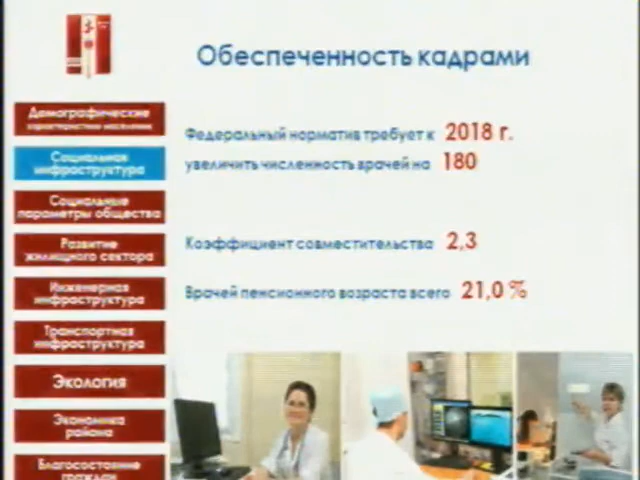 Обеспеченность кадрами
Демографические
характеристики населения
Социальная
инфраструктура
Социальные
параметры общества
Развитие
жилищного сектора
Инженерная
инфраструктура
Транспортная
инфраструктура
Экология
Экономика
района
Благосостояние
граждан
Федеральный норматив требует к 2018 г.
увеличить численность врачей на 180
Коэффициент совместительства 2,3
Врачей пенсионного возраста всего 21,0 %